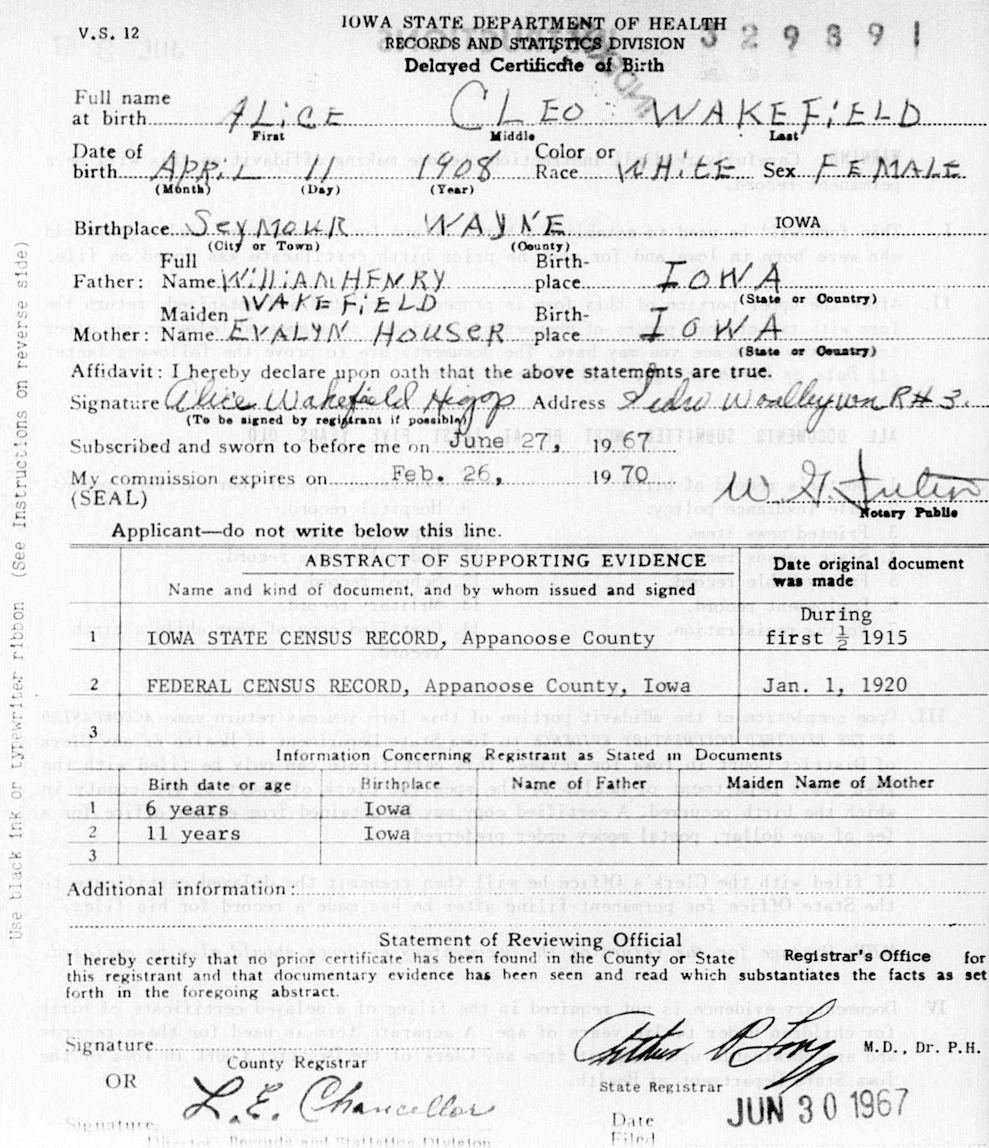 V.S. 12
IOWA STATE DEPARTMENT OF HEALTH
RECORDS AND STATISTICS DIVISION
329891
Delayed Certificate of Birth
Full name at birth ALiCE CLEO WAKEFiELD
First Middle Last
Date of birth APRiL 11 1908 Color or Race WHiTE Sex FEMALE
(Month) (Day) (Year)
Birthplace SEyMOUR WAYNE IOWA
(City or Town) (County)
Father: Full Name WilliAM HENRY WAKEFiELD Birth-place IOWA
(State or Country)
Mother: Maiden Name EVALYN HOUSER Birth-place IOWA
(State or Country)
Affidavit: I hereby declare upon oath that the above statements are true.
Signature Alice Wakefield Address Sedro Woolley wn R# 3.
(To be signed by registrant if possible)
Subscribed and sworn to before me on June 27, 1967
My commission expires on Feb. 26, 1970
(SEAL)
W. G.
Notary Public
Applicant—do not write below this line.
ABSTRACT OF SUPPORTING EVIDENCE
Name and kind of document, and by whom issued and signed
Date original document was made
1 IOWA STATE CENSUS RECORD, Appanoose County During first ½ 1915
2 FEDERAL CENSUS RECORD, Appanoose County, Iowa Jan. 1, 1920
3
Information Concerning Registrant as Stated in Documents
Birth date or age Birthplace Name of Father Maiden Name of Mother
1 6 years Iowa
2 11 years Iowa
3
Additional information:
Statement of Reviewing Official
I hereby certify that no prior certificate has been found in the County or State Registrar's Office for
this registrant and that documentary evidence has been seen and read which substantiates the facts as set
forth in the foregoing abstract.
Signature
County Registrar
M.D., Dr. P.H.
State Registrar
OR
L. E. Chancellor
Signature
Director, Records and Statistics Division
Date Filed
JUN 30 1967
Use black ink or typewriter ribbon (See Instructions on reverse side)